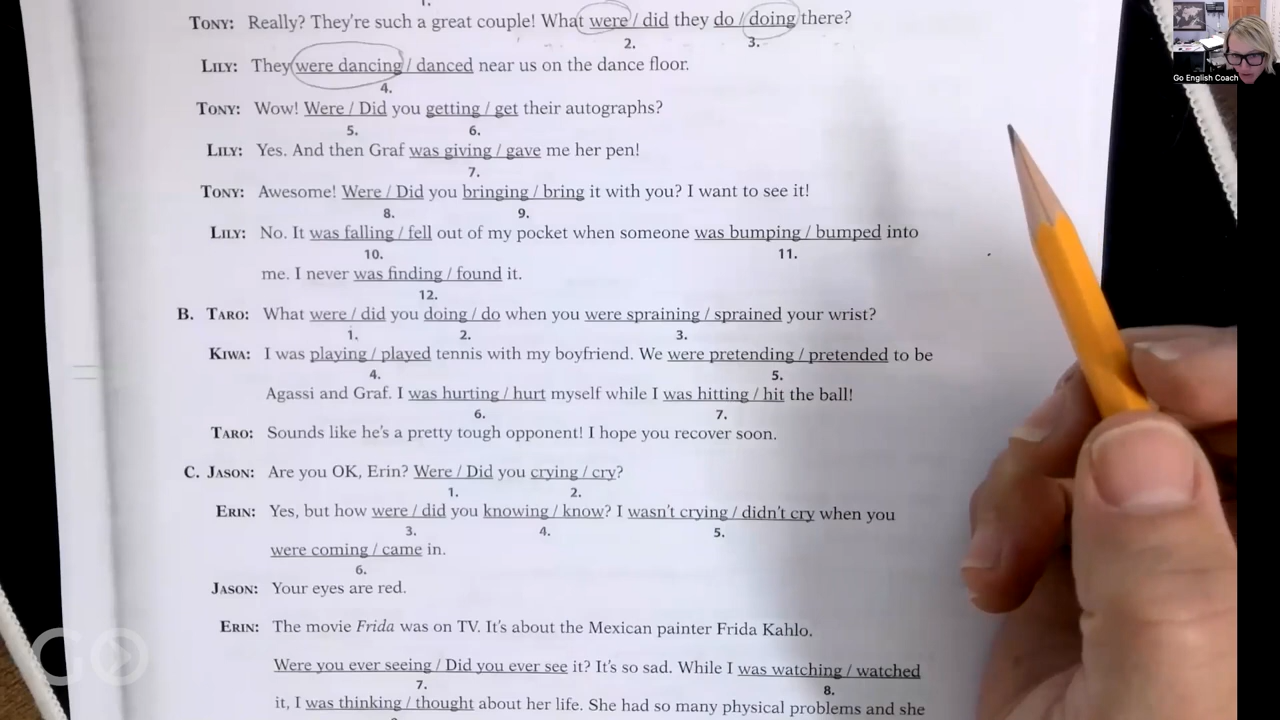 1.
TONY: Really? They're such a great couple! What were / did they do / doing there?
2. 3.
LILY: They were dancing / danced near us on the dance floor.
4.
TONY: Wow! Were / Did you getting / get their autographs?
5. 6.
LILY: Yes. And then Graf was giving / gave me her pen!
7.
TONY: Awesome! Were / Did you bringing / bring it with you? I want to see it!
8. 9.
LILY: No. It was falling / fell out of my pocket when someone was bumping / bumped into
10. 11.
me. I never was finding / found it.
12.
B. TARO: What were / did you doing / do when you were spraining / sprained your wrist?
1. 2. 3.
KIWA: I was playing / played tennis with my boyfriend. We were pretending / pretended to be
4. 5.
Agassi and Graf. I was hurting / hurt myself while I was hitting / hit the ball!
6. 7.
TARO: Sounds like he's a pretty tough opponent! I hope you recover soon.
C. JASON: Are you OK, Erin? Were / Did you crying / cry?
1. 2.
ERIN: Yes, but how were / did you knowing / know? I wasn't crying / didn't cry when you
3. 4. 5.
were coming / came in.
6.
JASON: Your eyes are red.
ERIN: The movie Frida was on TV. It's about the Mexican painter Frida Kahlo.
Were you ever seeing / Did you ever see it? It's so sad. While I was watching / watched
7. 8.
it, I was thinking / thought about her life. She had so many physical problems and she
Go English Coach
GO